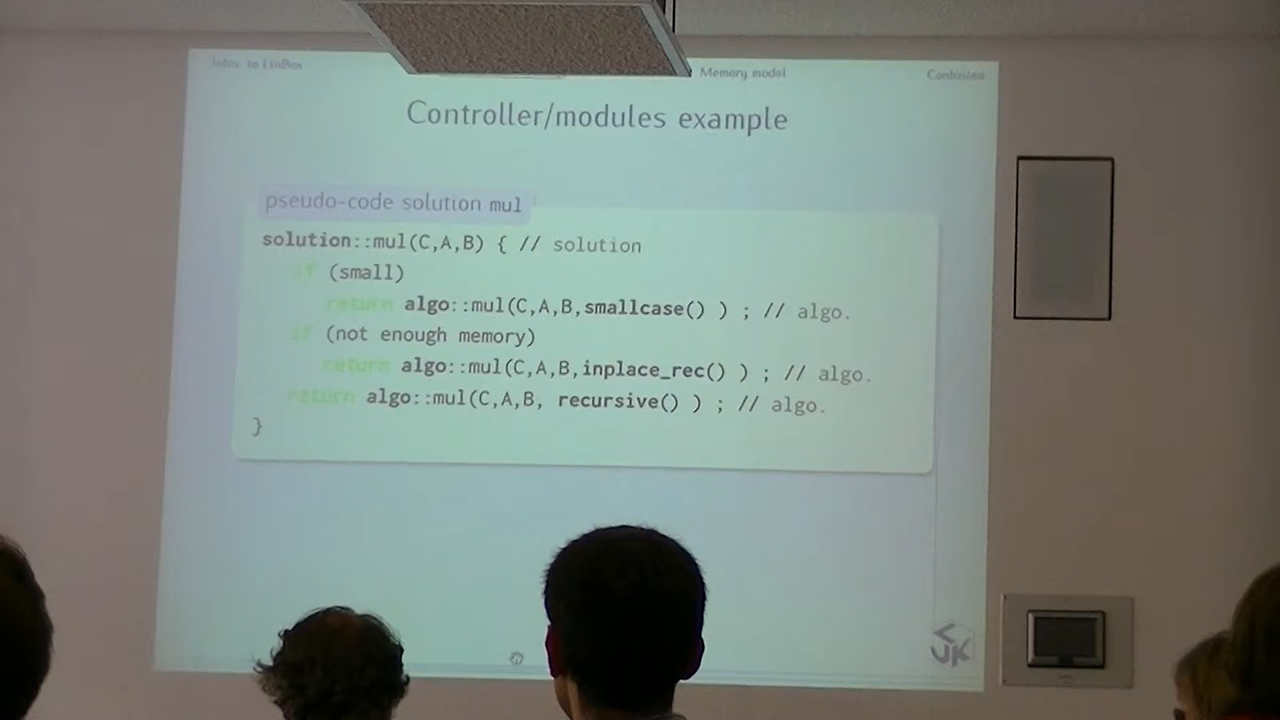 Intro. to LinBox
Memory model
Conlusion
Controller/modules example
pseudo-code solution mul
solution::mul(C,A,B) { // solution
if (small)
return algo::mul(C,A,B,smallcase() ) ; // algo.
if (not enough memory)
return algo::mul(C,A,B,inplace_rec() ) ; // algo.
return algo::mul(C,A,B, recursive() ) ; // algo.
}